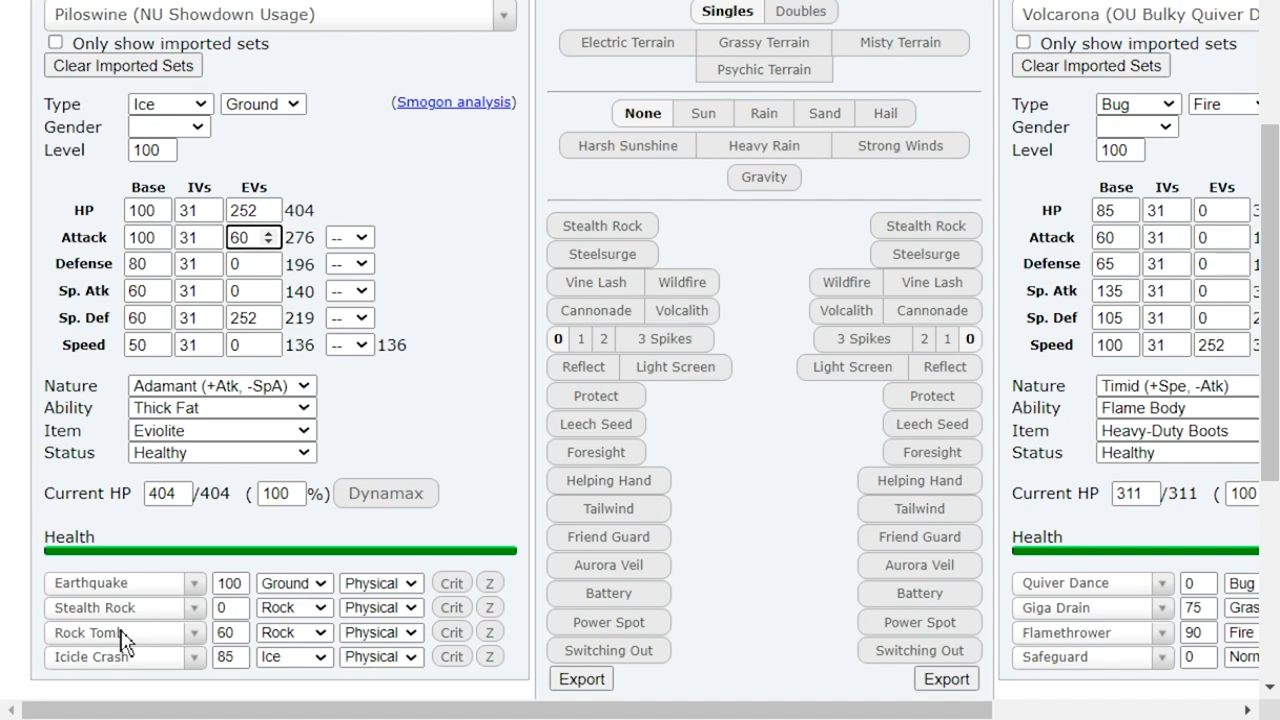 Piloswine (NU Showdown Usage)
Only show imported sets
Clear Imported Sets
Type Ice Ground (Smogon analysis)
Gender
Level 100
Base IVs EVs
HP 100 31 252 404
Attack 100 31 60 276 --
Defense 80 31 0 196 --
Sp. Atk 60 31 0 140 --
Sp. Def 60 31 252 219 --
Speed 50 31 0 136 -- 136
Nature Adamant (+Atk, -SpA)
Ability Thick Fat
Item Eviolite
Status Healthy
Current HP 404 /404 ( 100 %) Dynamax
Health
Earthquake 100 Ground Physical Crit Z
Stealth Rock 0 Rock Physical Crit Z
Rock Tomb 60 Rock Physical Crit Z
Icicle Crash 85 Ice Physical Crit Z
Singles Doubles
Electric Terrain Grassy Terrain Misty Terrain
Psychic Terrain
None Sun Rain Sand Hail
Harsh Sunshine Heavy Rain Strong Winds
Gravity
Stealth Rock Stealth Rock
Steelsurge Steelsurge
Vine Lash Wildfire Wildfire Vine Lash
Cannonade Volcalith Volcalith Cannonade
0 1 2 3 Spikes 3 Spikes 2 1 0
Reflect Light Screen Light Screen Reflect
Protect Protect
Leech Seed Leech Seed
Foresight Foresight
Helping Hand Helping Hand
Tailwind Tailwind
Friend Guard Friend Guard
Aurora Veil Aurora Veil
Battery Battery
Power Spot Power Spot
Switching Out Switching Out
Export Export
Volcarona (OU Bulky Quiver D
Only show imported sets
Clear Imported Sets
Type Bug Fire
Gender
Level 100
Base IVs EVs
HP 85 31 0
Attack 60 31 0
Defense 65 31 0
Sp. Atk 135 31 0
Sp. Def 105 31 0
Speed 100 31 252
Nature Timid (+Spe, -Atk)
Ability Flame Body
Item Heavy-Duty Boots
Status Healthy
Current HP 311 /311 ( 100
Health
Quiver Dance 0 Bug
Giga Drain 75 Gras
Flamethrower 90 Fire
Safeguard 0 Norn